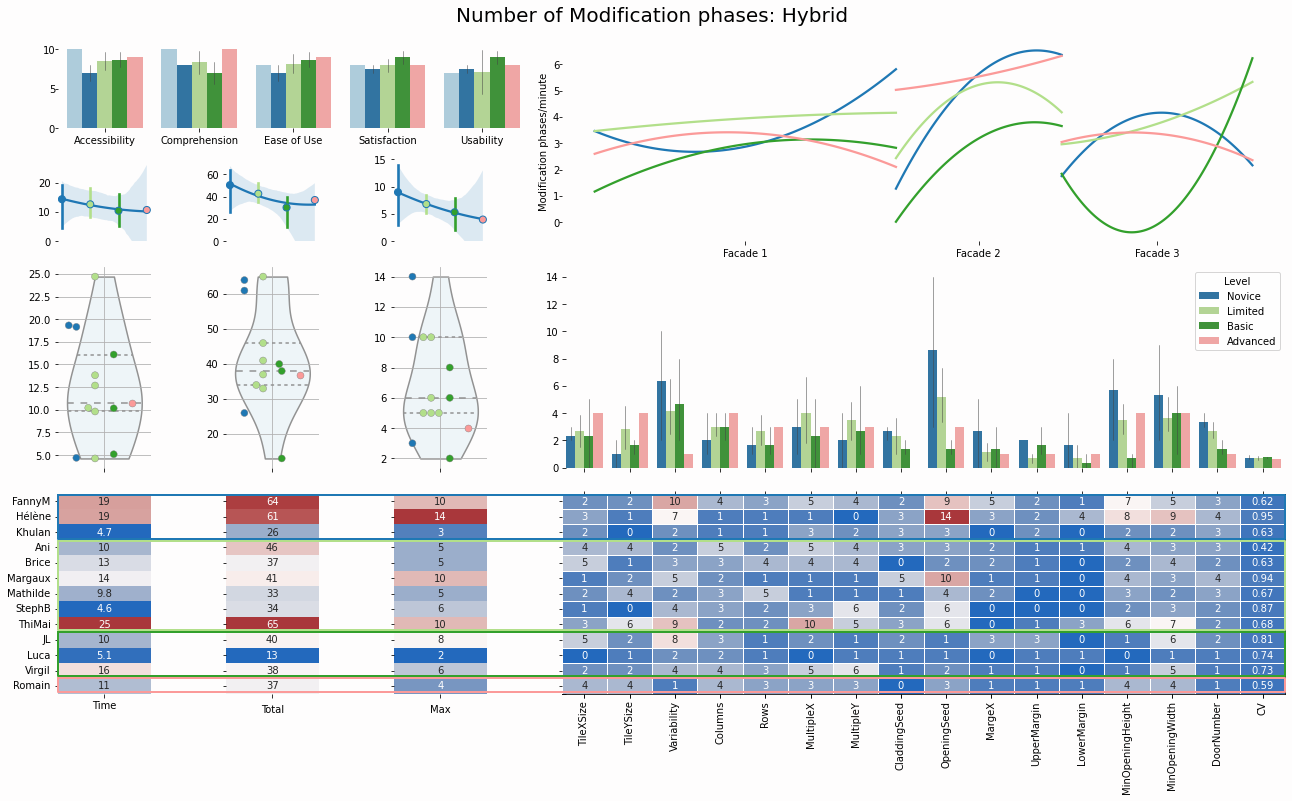 Number of Modification phases: Hybrid
10
5
0
Accessibility Comprehension Ease of Use Satisfaction Usability
20
10
0
60
40
20
0
15
10
5
0
Modification phases/minute
6
5
4
3
2
1
0
Facade 1 Facade 2 Facade 3
25.0
22.5
20.0
17.5
15.0
12.5
10.0
7.5
5.0
60
50
40
30
20
14
12
10
8
6
4
2
14
12
10
8
6
4
2
0
Level
Novice
Limited
Basic
Advanced
FannyM 19 64 10 2 2 10 4 3 5 4 2 9 5 2 1 7 5 3 0.62
Hélène 19 61 14 3 1 7 1 1 1 0 3 14 3 2 4 8 9 4 0.95
Khulan 4.7 26 3 2 0 2 1 1 3 2 3 3 0 2 0 2 2 3 0.63
Ani 10 46 5 4 4 2 5 2 5 4 3 3 2 1 1 4 3 3 0.42
Brice 13 37 5 5 1 3 3 4 4 4 0 2 2 2 1 2 4 2 0.63
Margaux 14 41 10 1 2 5 2 1 1 1 5 10 1 1 0 4 3 4 0.94
Mathilde 9.8 33 5 2 4 2 3 5 1 1 1 4 2 0 0 3 3 2 0.67
StephB 4.6 34 6 1 0 4 3 2 3 6 2 6 0 0 0 2 3 2 0.87
ThiMai 25 65 10 3 6 9 2 2 10 5 3 6 0 1 3 6 7 2 0.68
JL 10 40 8 5 2 8 3 1 2 1 2 1 3 3 0 1 6 2 0.81
Luca 5.1 13 2 0 1 2 2 1 0 1 1 1 0 1 1 0 1 1 0.74
Virgil 16 38 6 2 2 4 4 3 5 6 1 2 1 1 0 1 5 1 0.73
Romain 11 37 4 4 4 1 4 3 3 3 0 3 1 1 1 4 4 1 0.59
Time Total Max
TileXSize
TileYSize
Variability
Columns
Rows
MultipleX
MultipleY
CladdingSeed
OpeningSeed
MargeX
UpperMargin
LowerMargin
MinOpeningHeight
MinOpeningWidth
DoorNumber
CV